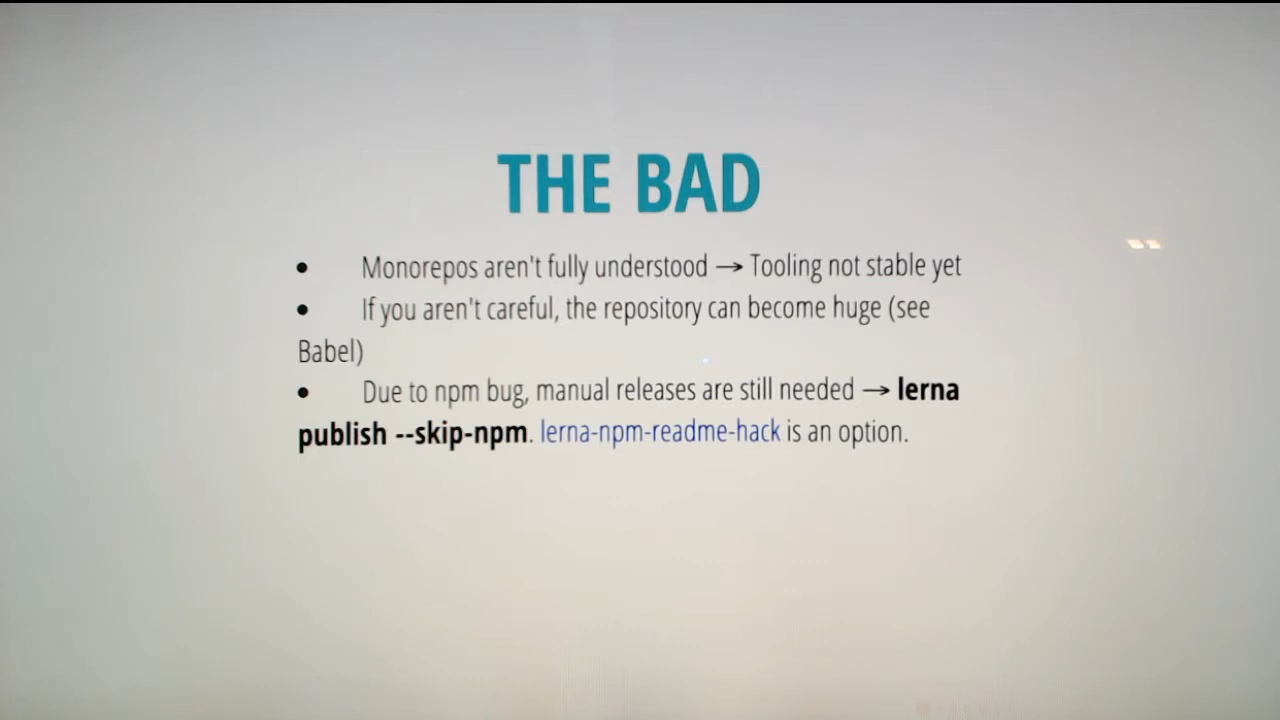 THE BAD
• Monorepos aren't fully understood → Tooling not stable yet
• If you aren't careful, the repository can become huge (see
Babel)
• Due to npm bug, manual releases are still needed → lerna
publish --skip-npm. lerna-npm-readme-hack is an option.